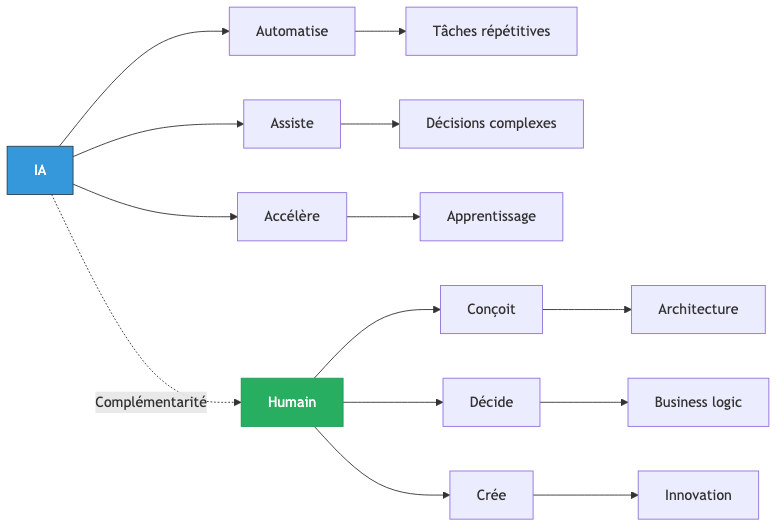 Automatise
Tâches répétitives
Assiste
Décisions complexes
IA
Accélère
Apprentissage
Conçoit
Architecture
Complémentarité
Humain
Décide
Business logic
Crée
Innovation